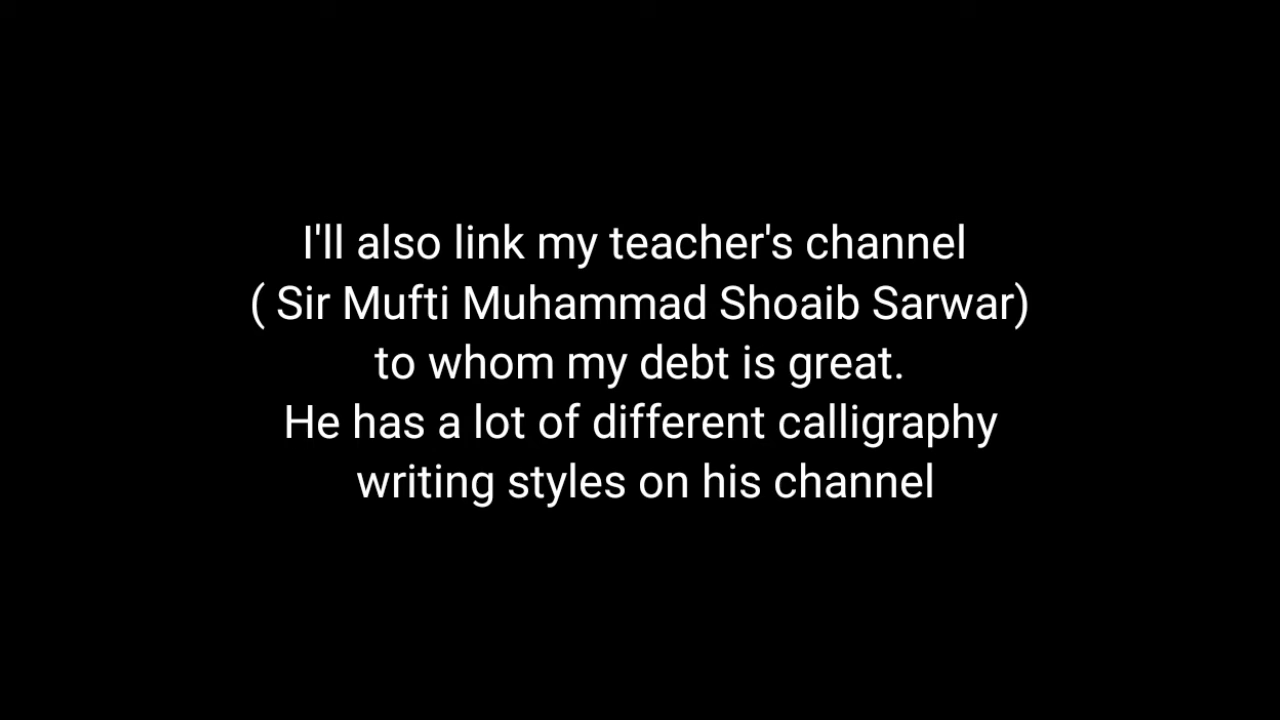 I'll also link my teacher's channel
( Sir Mufti Muhammad Shoaib Sarwar)
to whom my debt is great.
He has a lot of different calligraphy
writing styles on his channel